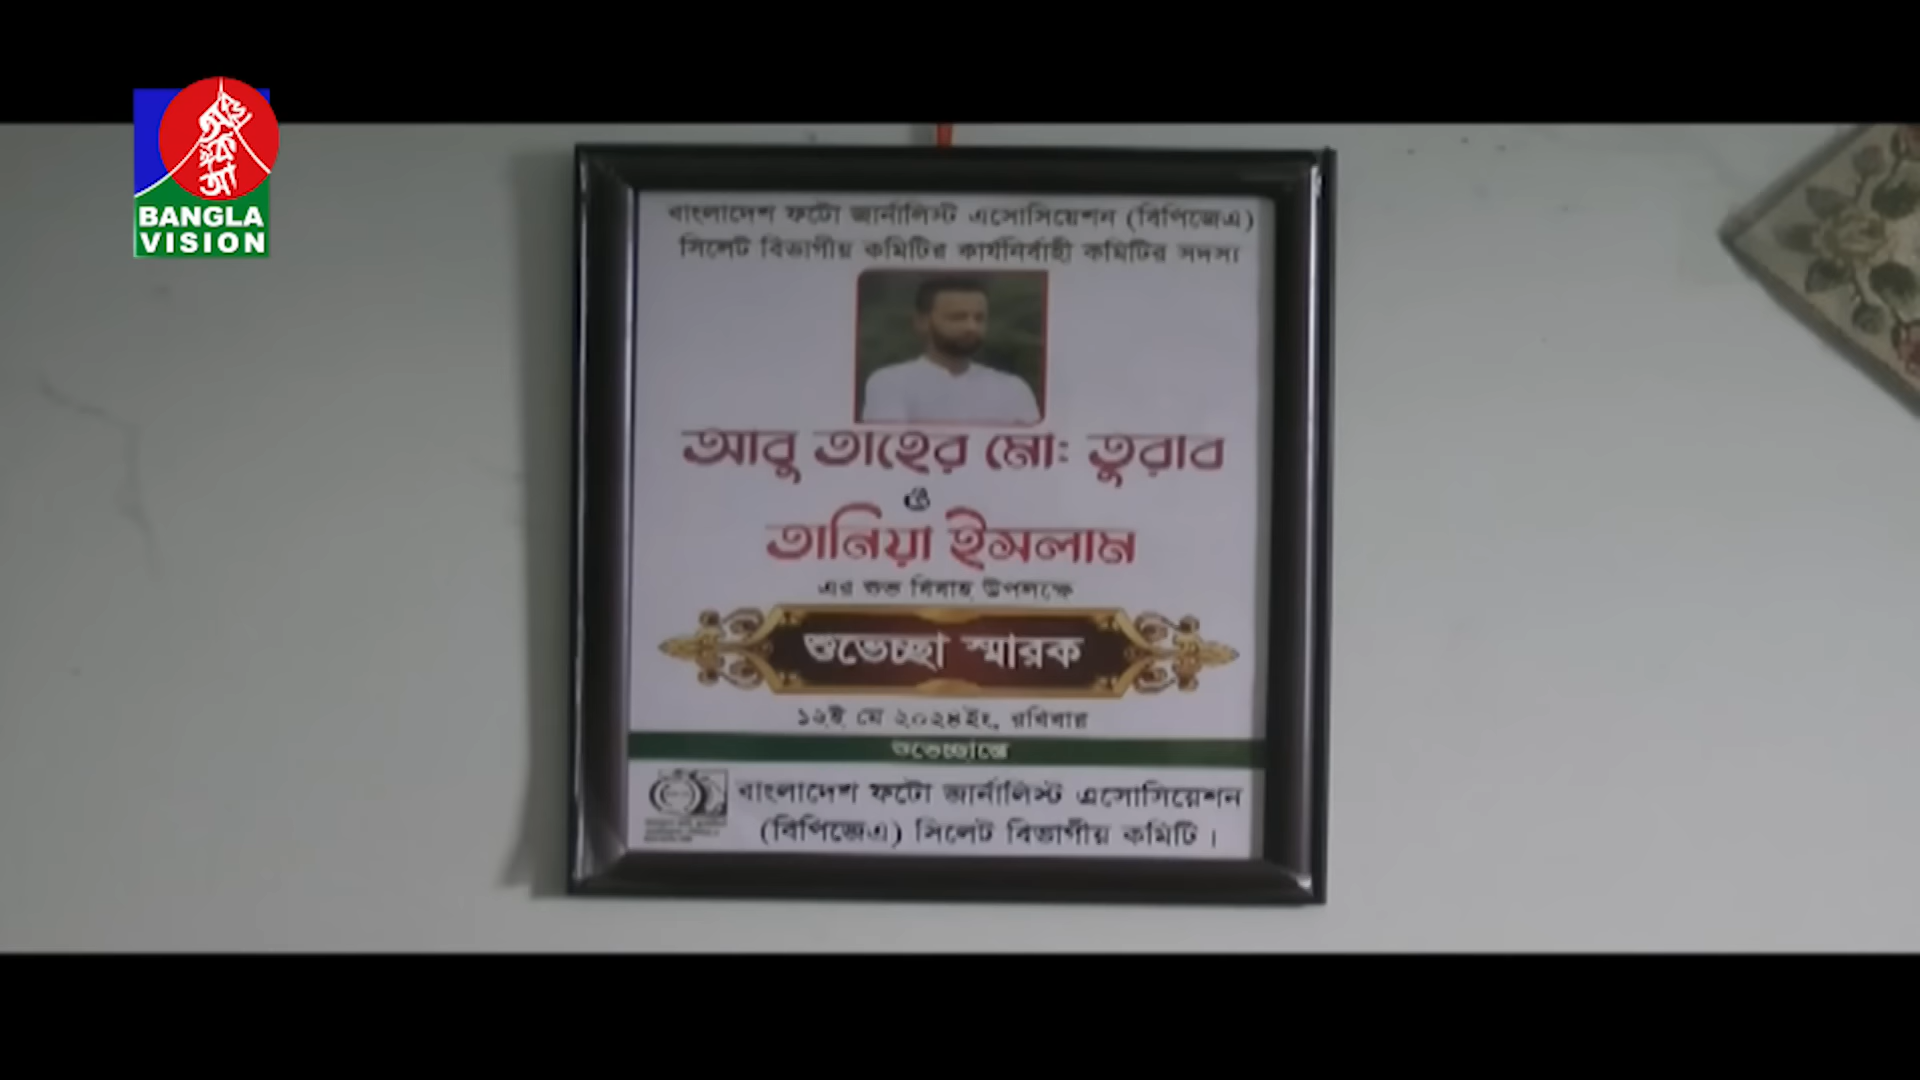 BANGLA
VISION
বাংলাদেশ ফটো জার্নালিস্ট এসোসিয়েশন (বিপিজেএ)
সিলেট বিভাগীয় কমিটির কার্যনির্বাহী কমিটির সদস্য
আবু তাহের মো: তুরাব
ও
তানিয়া ইসলাম
এর শুভ বিবাহ উপলক্ষে
শুভেচ্ছা স্মারক
১২ই মে ২০২৪ইং, রবিবার
শুভেচ্ছান্তে
বাংলাদেশ ফটো জার্নালিস্ট এসোসিয়েশন
(বিপিজেএ) সিলেট বিভাগীয় কমিটি।